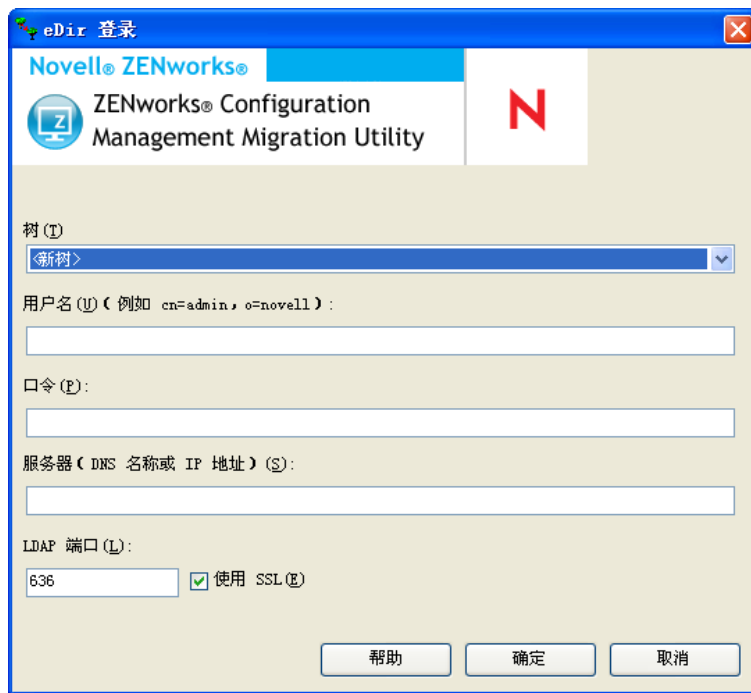 eDir 登录
Novell® ZENworks®
ZENworks® Configuration
Management Migration Utility
Z
N
树(T)
<新树>
用户名(U)(例如 cn=admin，o=novell):
口令(P):
服务器(DNS 名称或 IP 地址)(S):
LDAP 端口(L):
636
使用 SSL(E)
帮助
确定
取消